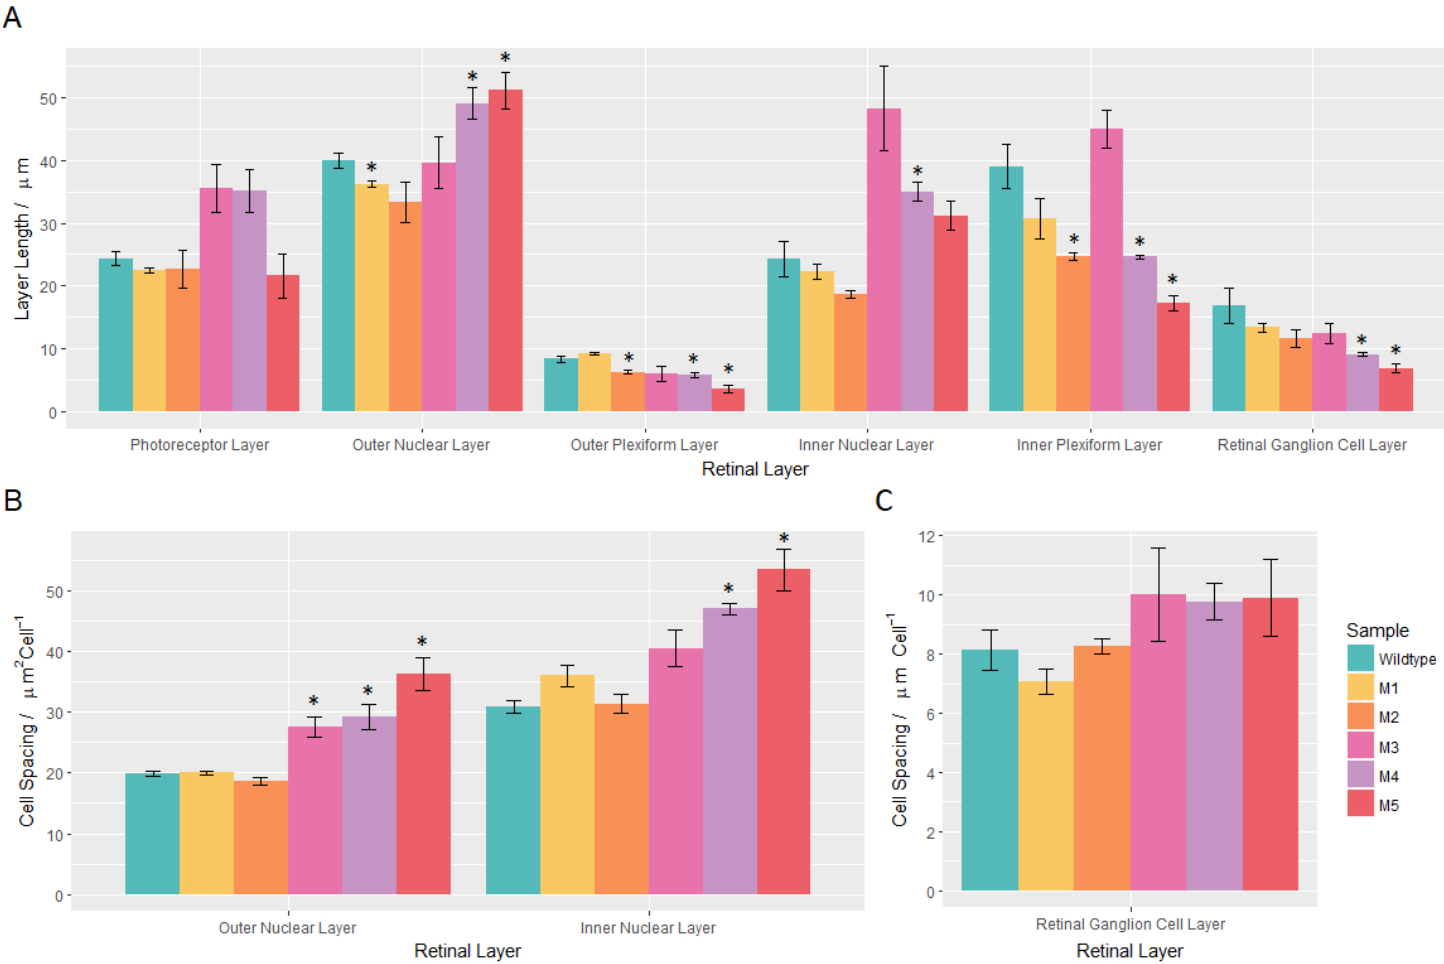 A
Layer Length / μm
50
40
30
20
10
0
* * *
* * *
*
* * *
* *
Photoreceptor Layer Outer Nuclear Layer Outer Plexiform Layer Inner Nuclear Layer Inner Plexiform Layer Retinal Ganglion Cell Layer
Retinal Layer
B
Cell Spacing / μm²Cell⁻¹
50
40
30
20
10
0
* * *
* *
Outer Nuclear Layer Inner Nuclear Layer
Retinal Layer
C
Cell Spacing / μm Cell⁻¹
12
10
8
6
4
2
0
Retinal Ganglion Cell Layer
Retinal Layer
Sample
Wildtype
M1
M2
M3
M4
M5